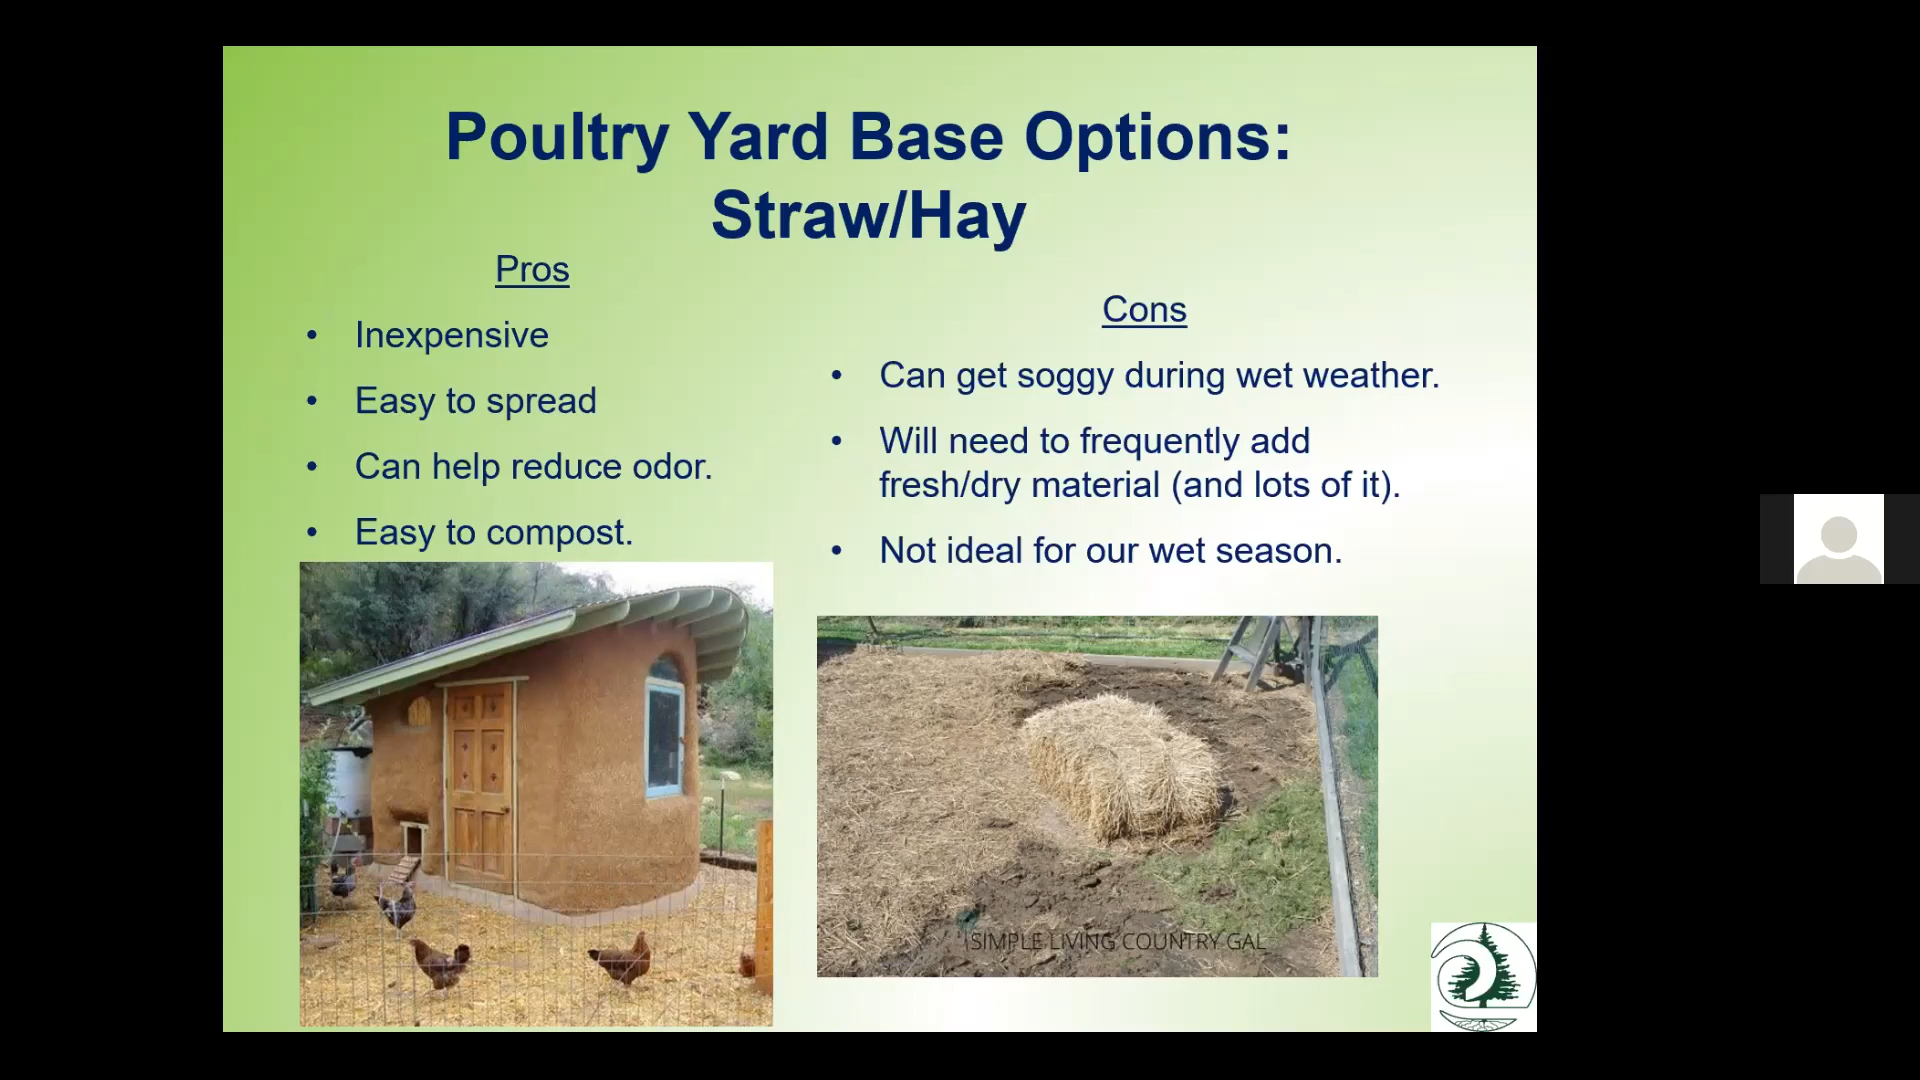 Poultry Yard Base Options:
Straw/Hay
Pros
• Inexpensive
• Easy to spread
• Can help reduce odor.
• Easy to compost.
Cons
• Can get soggy during wet weather.
• Will need to frequently add
fresh/dry material (and lots of it).
• Not ideal for our wet season.
SIMPLE LIVING COUNTRY GAL